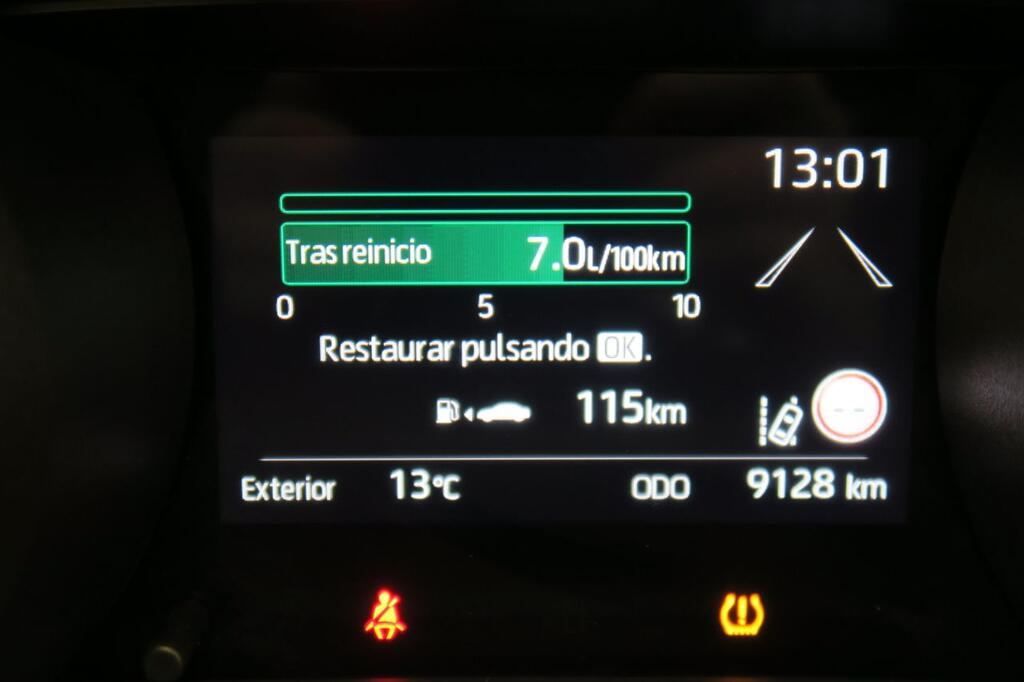 13:01
Tras reinicio 7.0L/100km
0 5 10
Restaurar pulsando OK.
115km
--
Exterior 13°C ODO 9128 km